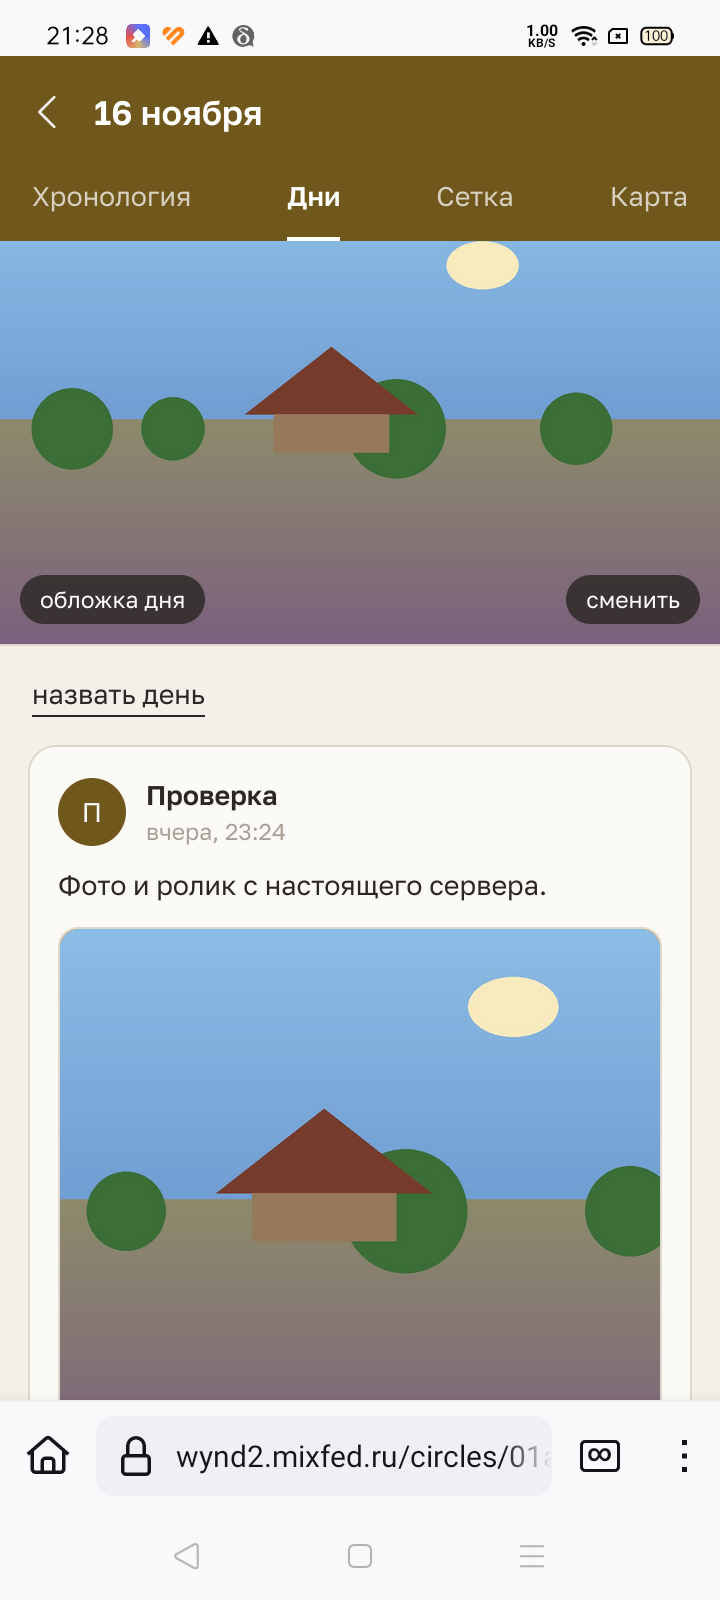 21:28
1.00
KB/S
100
16 ноября
Хронология Дни Сетка Карта
обложка дня
сменить
назвать день
П
Проверка
вчера, 23:24
Фото и ролик с настоящего сервера.
wynd2.mixfed.ru/circles/01a